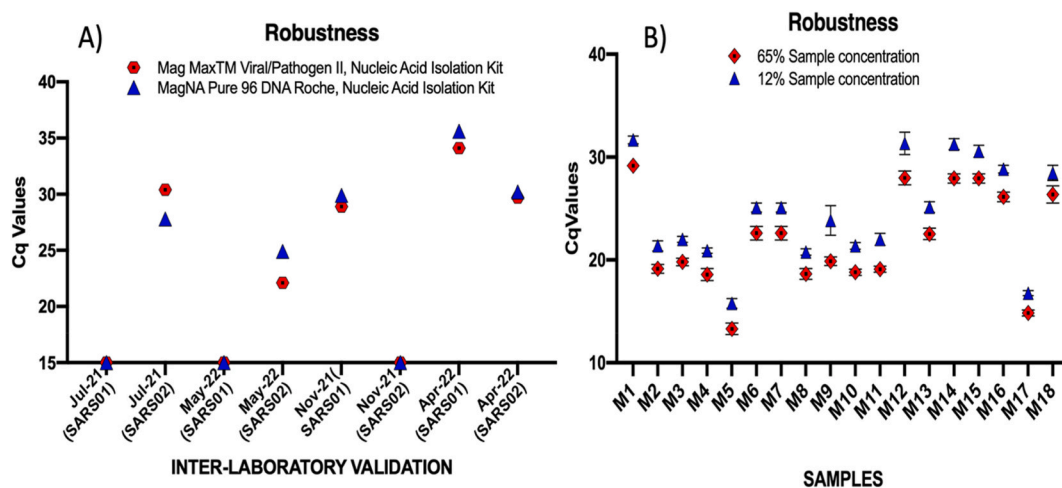 A)
Robustness
Mag MaxTM Viral/Pathogen II, Nucleic Acid Isolation Kit
MagNA Pure 96 DNA Roche, Nucleic Acid Isolation Kit
Cq Values
40
35
30
25
20
15
Jul-21
(SARS01)
Jul-21
(SARS02)
May-22
(SARS01)
May-22
(SARS02)
Nov-21(,
SARS01)
Nov-21
(SARS02)
Apr-22
(SARS01)
Apr-22
(SARS02)
INTER-LABORATORY VALIDATION
B)
Robustness
65% Sample concentration
12% Sample concentration
CqValues
40
30
20
10
M1
M2
M3
M4
M5
M6
M7
M8
M9
M10
M11
M12
M13
M14
M15
M16
M17
M18
SAMPLES